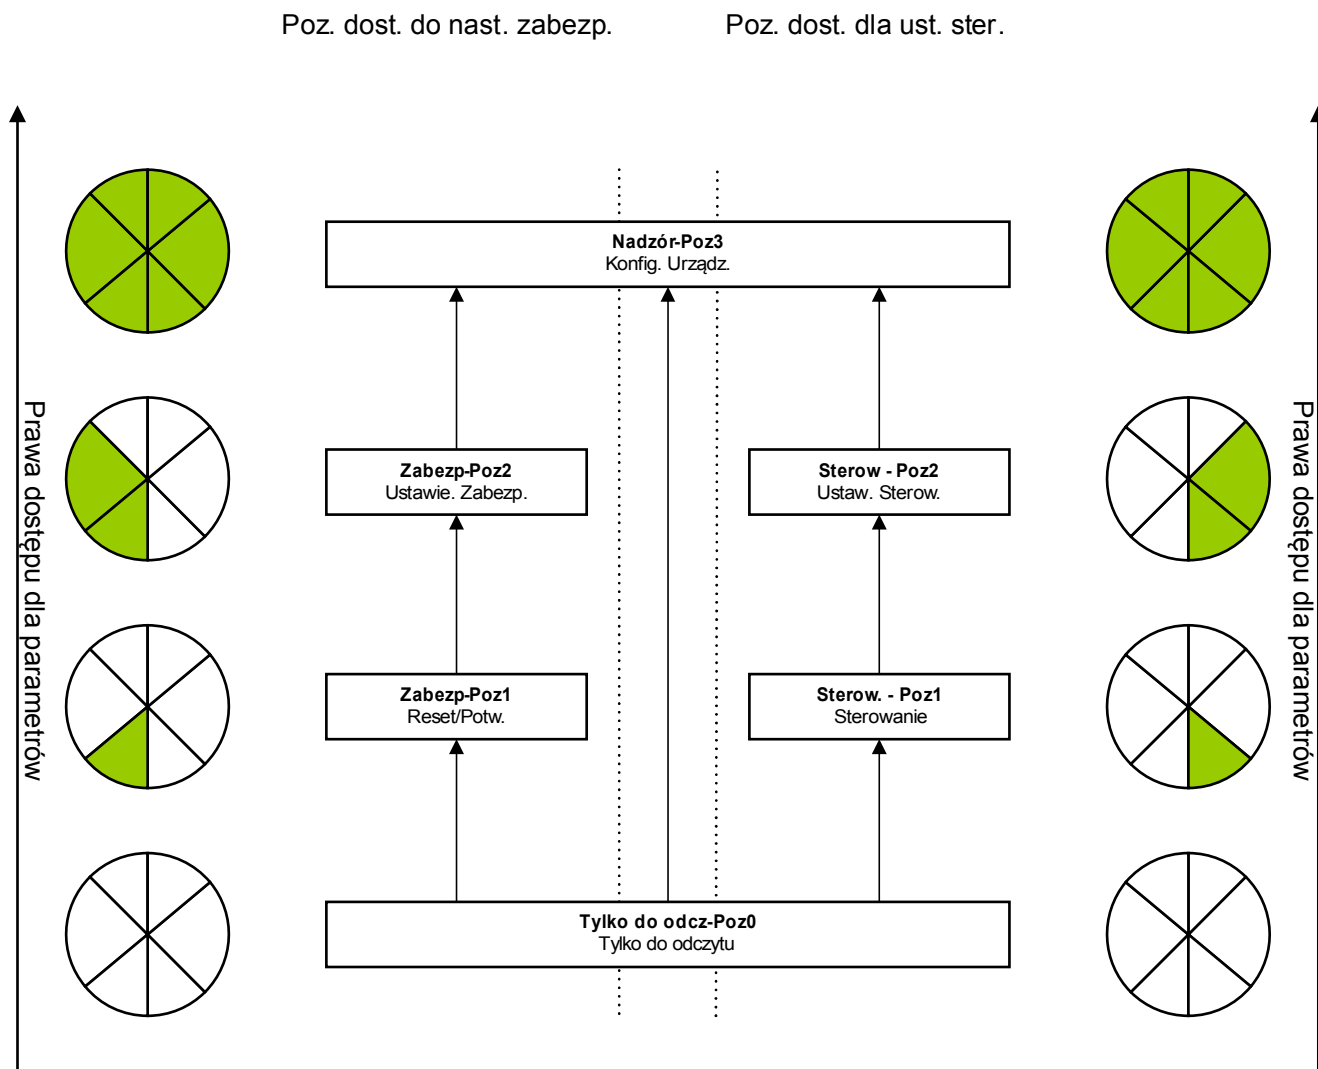 Poz. dost. do nast. zabezp.
Poz. dost. dla ust. ster.
Nadzór-Poz3
Konfig. Urządz.
Prawa dostępu dla parametrów
Prawa dostępu dla parametrów
Zabezp-Poz2
Ustawie. Zabezp.
Sterow - Poz2
Ustaw. Sterow.
Zabezp-Poz1
Reset/Potw.
Sterow. - Poz1
Sterowanie
Tylko do odcz-Poz0
Tylko do odczytu